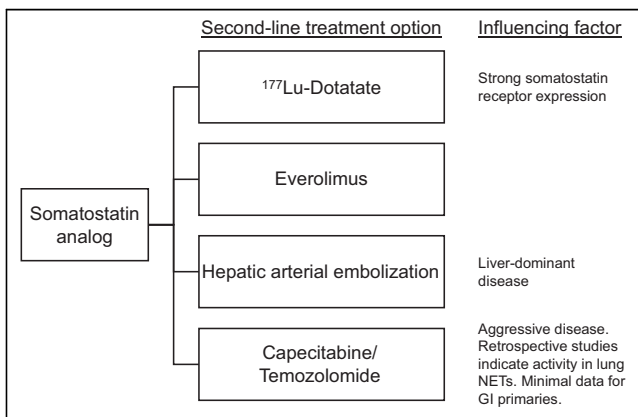 Second-line treatment option
Influencing factor
¹⁷⁷Lu-Dotatate
Strong somatostatin
receptor expression
Everolimus
Somatostatin
analog
Hepatic arterial embolization
Liver-dominant
disease
Capecitabine/
Temozolomide
Aggressive disease.
Retrospective studies
indicate activity in lung
NETs. Minimal data for
GI primaries.